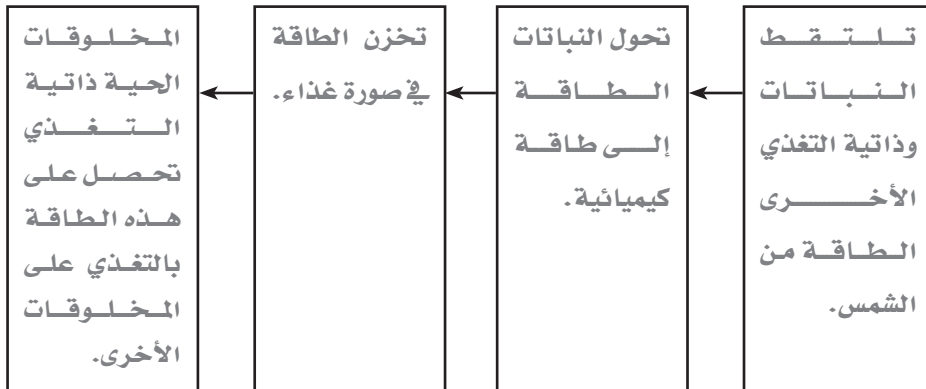 تلتقط
النباتات
وذاتية التغذي
الأخرى
الطاقة من
الشمس.
تحول النباتات
الطاقة
إلى طاقة
كيميائية.
تخزن الطاقة
في صورة غذاء.
المخلوقات
الحية ذاتية
التغذي
تحصل على
هذه الطاقة
بالتغذي على
المخلوقات
الأخرى.